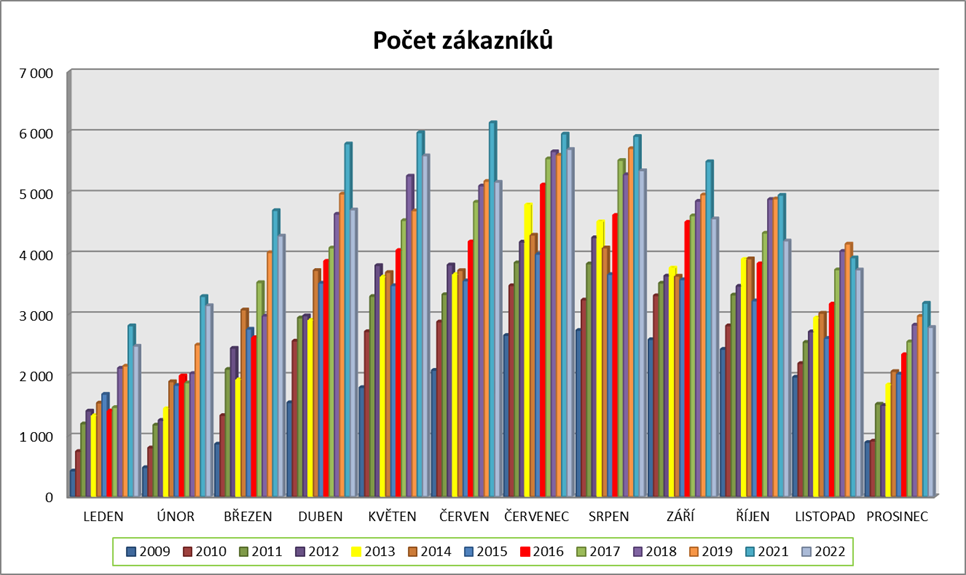 Počet zákazníků
7 000
6 000
5 000
4 000
3 000
2 000
1 000
0
LEDEN ÚNOR BŘEZEN DUBEN KVĚTEN ČERVEN ČERVENEC SRPEN ZÁŘÍ ŘÍJEN LISTOPAD PROSINEC
2009 2010 2011 2012 2013 2014 2015 2016 2017 2018 2019 2021 2022